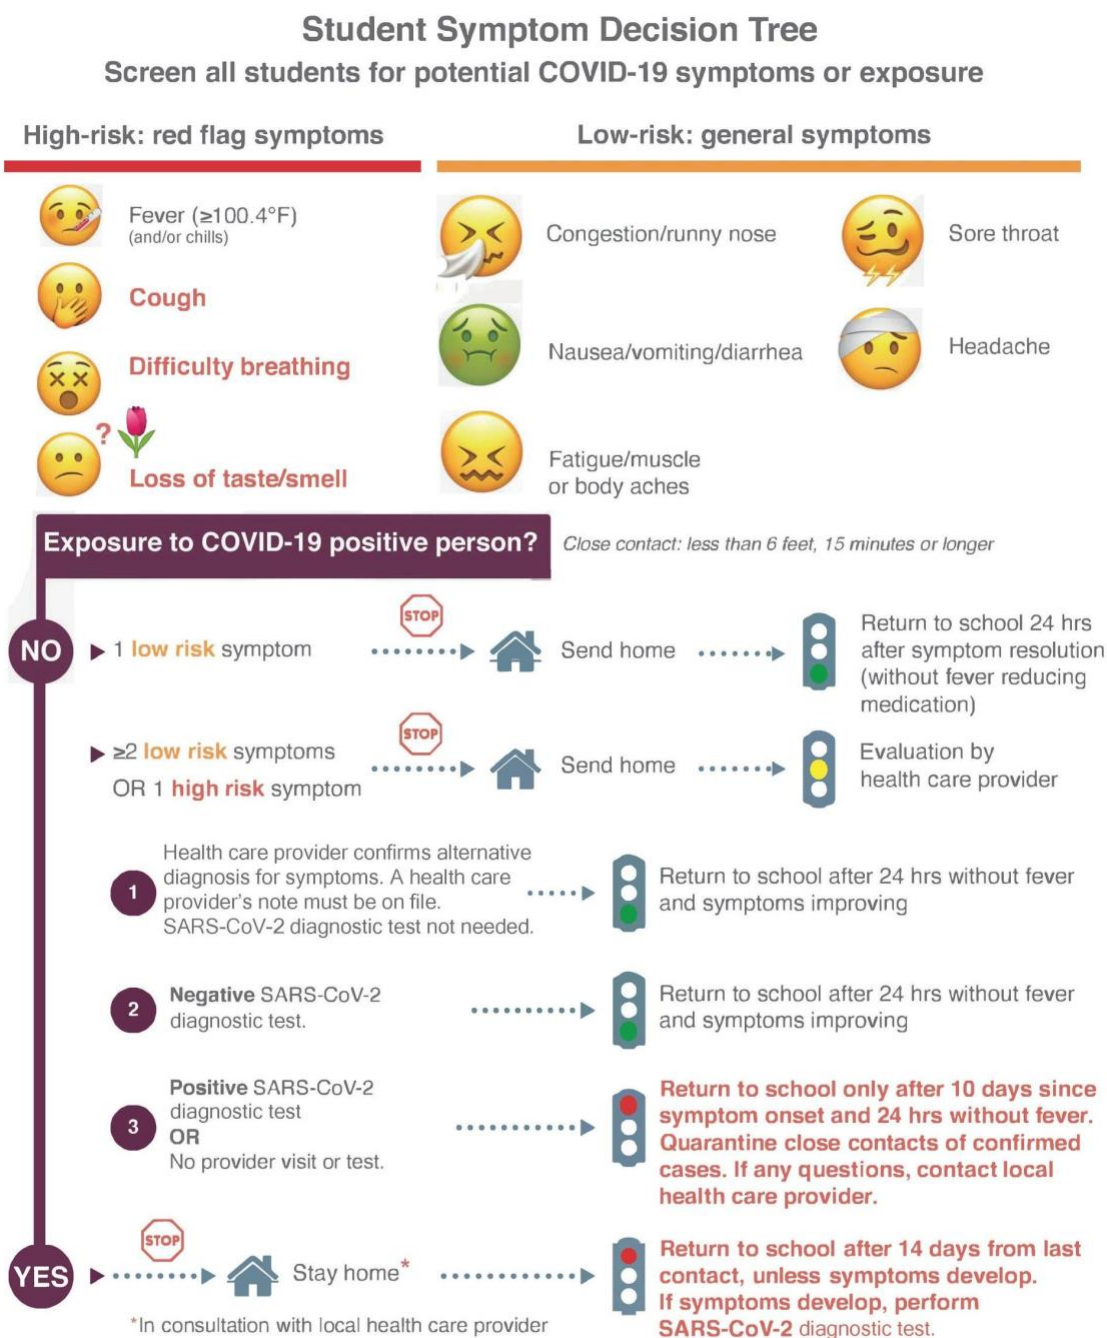 Student Symptom Decision Tree
Screen all students for potential COVID-19 symptoms or exposure
High-risk: red flag symptoms
Fever (≥100.4°F)
(and/or chills)
Cough
Difficulty breathing
?
Loss of taste/smell
Low-risk: general symptoms
Congestion/runny nose
Sore throat
Nausea/vomiting/diarrhea
Headache
Fatigue/muscle
or body aches
Exposure to COVID-19 positive person?
Close contact: less than 6 feet, 15 minutes or longer
NO
1 low risk symptom
STOP
Send home
Return to school 24 hrs
after symptom resolution
(without fever reducing
medication)
≥2 low risk symptoms
OR 1 high risk symptom
STOP
Send home
Evaluation by
health care provider
1
Health care provider confirms alternative
diagnosis for symptoms. A health care
provider's note must be on file.
SARS-CoV-2 diagnostic test not needed.
Return to school after 24 hrs without fever
and symptoms improving
2
Negative SARS-CoV-2
diagnostic test.
Return to school after 24 hrs without fever
and symptoms improving
3
Positive SARS-CoV-2
diagnostic test
OR
No provider visit or test.
Return to school only after 10 days since
symptom onset and 24 hrs without fever.
Quarantine close contacts of confirmed
cases. If any questions, contact local
health care provider.
YES
STOP
Stay home*
Return to school after 14 days from last
contact, unless symptoms develop.
If symptoms develop, perform
SARS-CoV-2 diagnostic test.
*In consultation with local health care provider